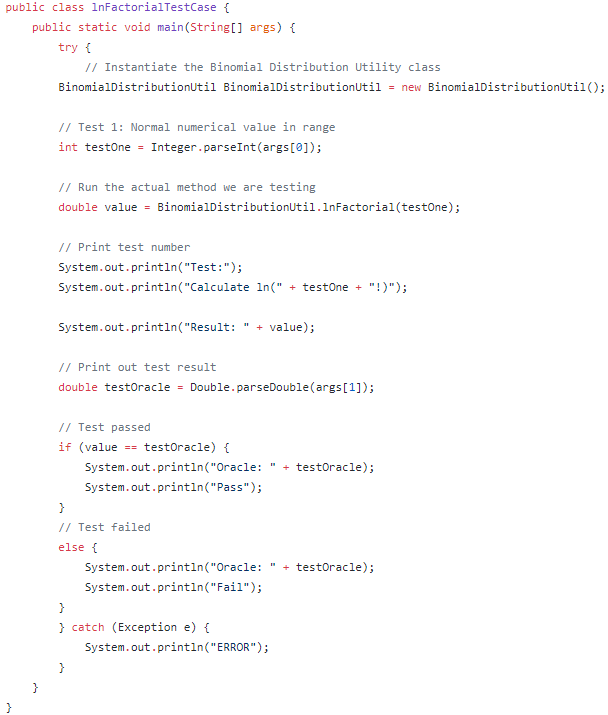 public class lnFactorialTestCase {
    public static void main(String[] args) {
        try {
            // Instantiate the Binomial Distribution Utility class
        BinomialDistributionUtil BinomialDistributionUtil = new BinomialDistributionUtil();

        // Test 1: Normal numerical value in range
        int testOne = Integer.parseInt(args[0]);

        // Run the actual method we are testing
        double value = BinomialDistributionUtil.lnFactorial(testOne);

        // Print test number
        System.out.println("Test:");
        System.out.println("Calculate ln(" + testOne + "!)");

        System.out.println("Result: " + value);

        // Print out test result
        double testOracle = Double.parseDouble(args[1]);

        // Test passed
        if (value == testOracle) {
            System.out.println("Oracle: " + testOracle);
            System.out.println("Pass");
        }
        // Test failed
        else {
            System.out.println("Oracle: " + testOracle);
            System.out.println("Fail");
        }
        } catch (Exception e) {
            System.out.println("ERROR");
        }
    }
}